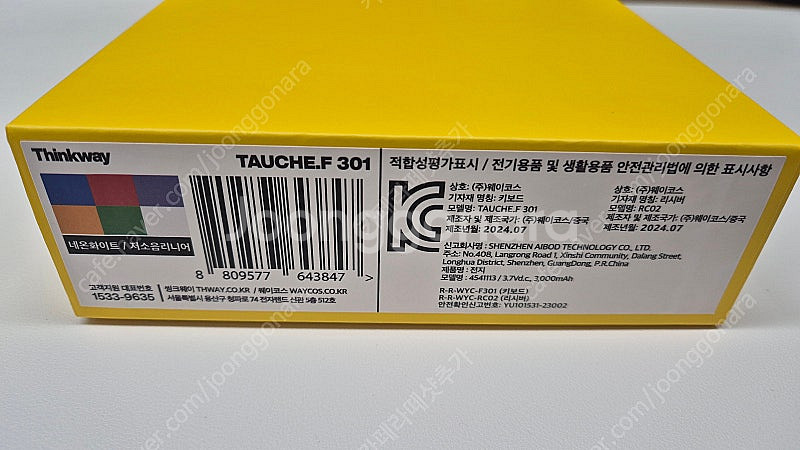 Thinkway
TAUCHE.F 301
네온화이트 / 저소음리니어
8 809577 643847 >
고객지원 대표번호
1533-9635
씽크웨이 THWAY.CO.KR / 웨이코스 WAYCOS.CO.KR
서울특별시 용산구 청파로 74 전자랜드 신관 5층 512호
적합성평가표시 / 전기용품 및 생활용품 안전관리법에 의한 표시사항
상호: (주)웨이코스
기자재 명칭: 키보드
모델명: TAUCHE.F 301
제조자 및 제조국가: (주)웨이코스/중국
제조년월: 2024.07
상호: (주)웨이코스
기자재 명칭: 리시버
모델명: RC02
제조자 및 제조국가: (주)웨이코스/중국
제조년월: 2024.07
신고회사명 : SHENZHEN AIBOD TECHNOLOGY CO., LTD.
주소: No.408, Langrong Road 1, Xinshi Community, Dalang Street,
Longhua District, Shenzhen, GuangDong, P.R.China
제품명 : 전지
모델명 : 4541113 / 3.7Vd.c, 3,000mAh
R-R-WYC-F301 (키보드)
R-R-WYC-RC02 (리시버)
안전확인신고번호: YU101531-23002
Joonggonara
cafe.naver.com/joonggonara